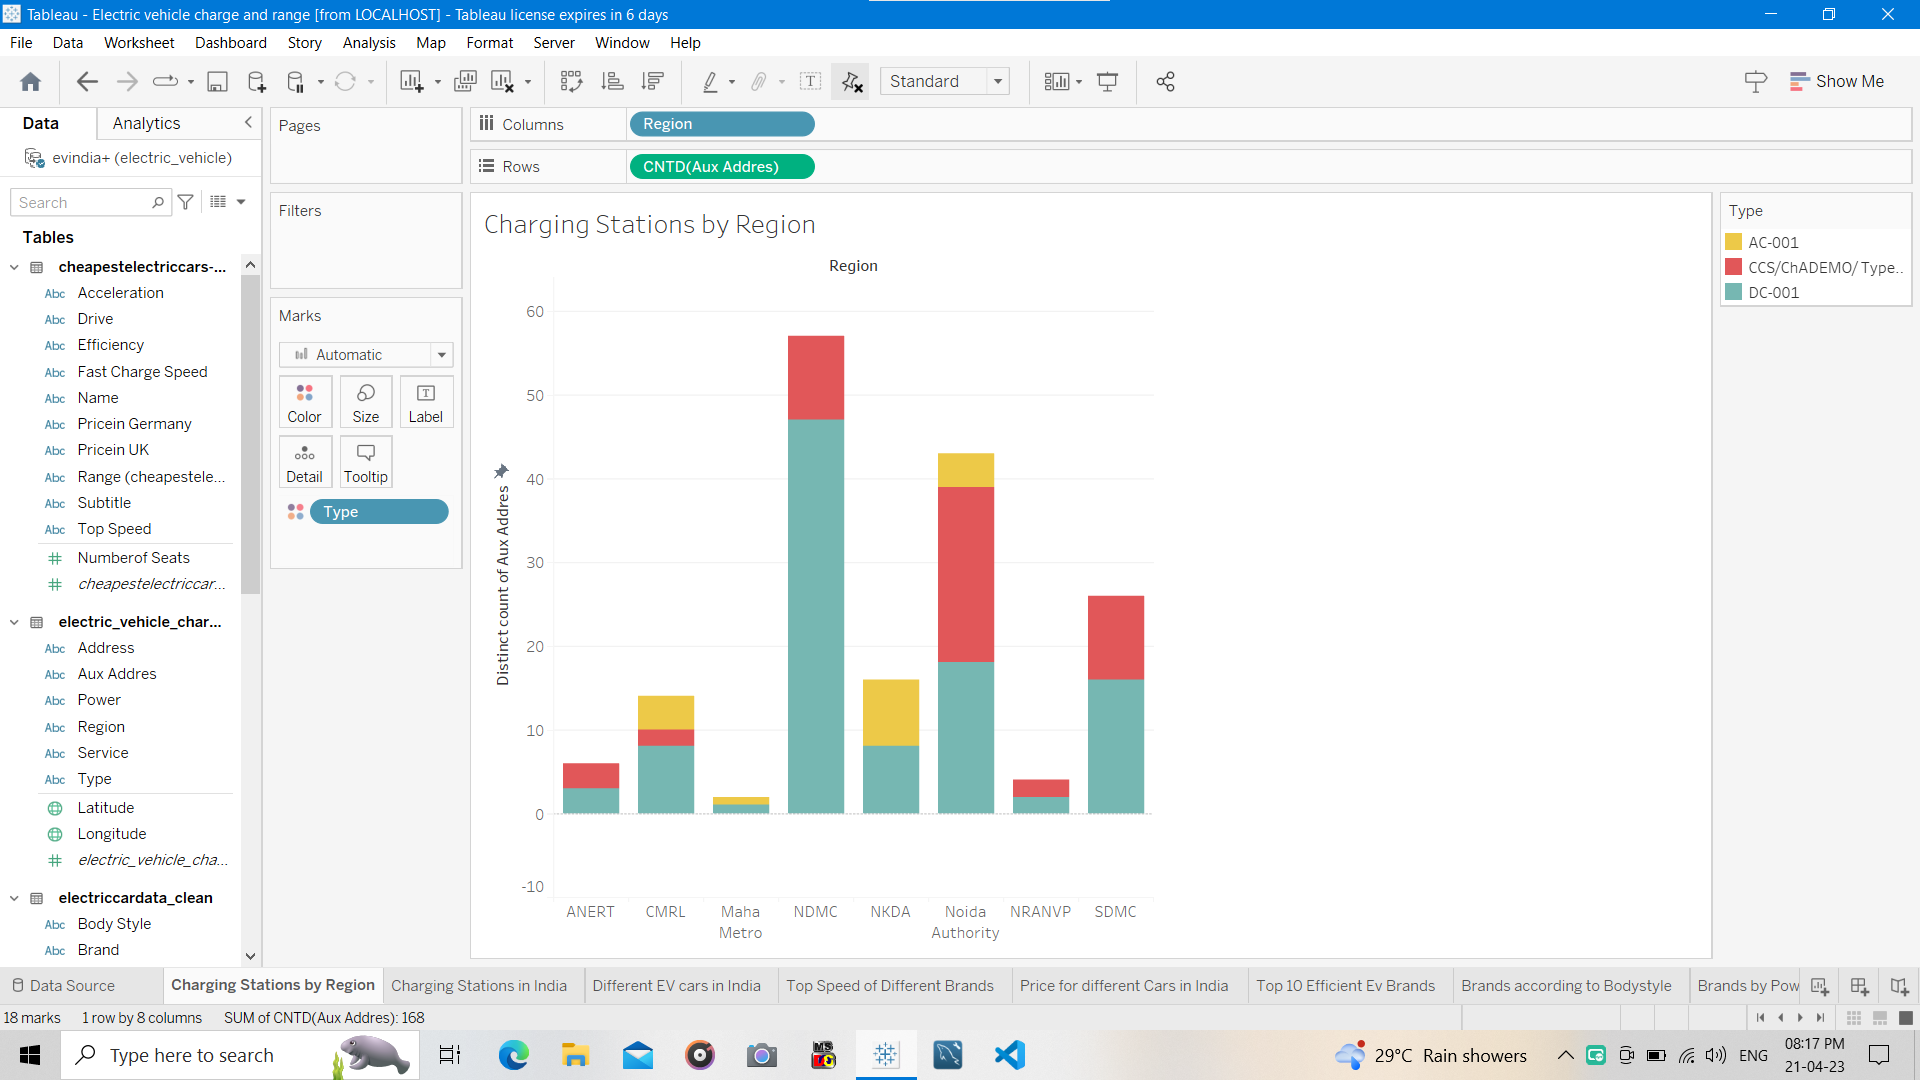 Tableau - Electric vehicle charge and range [from LOCALHOST] - Tableau license expires in 6 days
File Data Worksheet Dashboard Story Analysis Map Format Server Window Help
Standard
Show Me
Data Analytics
evindia+ (electric_vehicle)
Search
Tables
cheapestelectriccars-...
Abc Acceleration
Abc Drive
Abc Efficiency
Abc Fast Charge Speed
Abc Name
Abc Pricein Germany
Abc Pricein UK
Abc Range (cheapestele...
Abc Subtitle
Abc Top Speed
Numberof Seats
cheapestelectriccar...
electric_vehicle_char...
Abc Address
Abc Aux Addres
Abc Power
Abc Region
Abc Service
Abc Type
Latitude
Longitude
electric_vehicle_cha...
electriccardata_clean
Abc Body Style
Abc Brand
Pages
Filters
Marks
Automatic
Color Size Label
Detail Tooltip
Type
Columns Region
Rows CNTD(Aux Addres)
Charging Stations by Region
Region
Distinct count of Aux Addres
60
50
40
30
20
10
0
-10
ANERT CMRL Maha Metro NDMC NKDA Noida Authority NRANVP SDMC
Type
AC-001
CCS/ChADEMO/ Type..
DC-001
Data Source Charging Stations by Region Charging Stations in India Different EV cars in India Top Speed of Different Brands Price for different Cars in India Top 10 Efficient Ev Brands Brands according to Bodystyle Brands by Pow
18 marks 1 row by 8 columns SUM of CNTD(Aux Addres): 168
Type here to search
MS
29°C Rain showers
ENG
08:17 PM
21-04-23